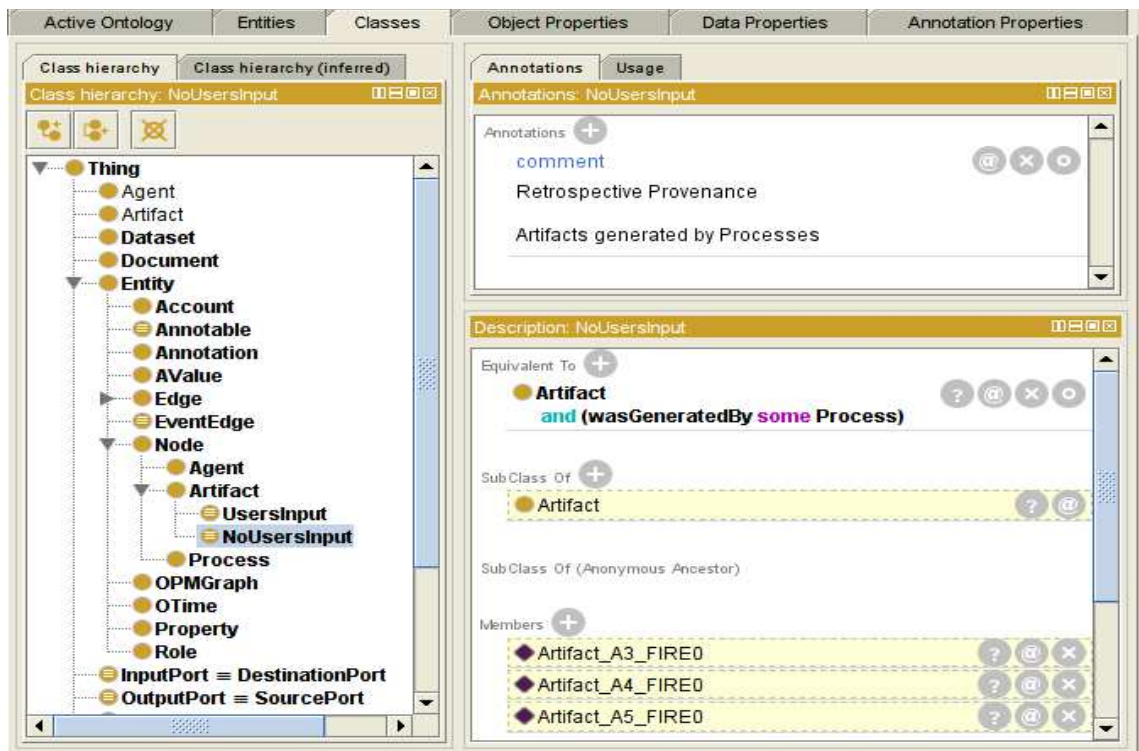 Active Ontology Entities Classes Object Properties Data Properties Annotation Properties
Class hierarchy Class hierarchy (inferred)
Class hierarchy: NoUsersInput
Thing
Agent
Artifact
Dataset
Document
Entity
Account
Annotable
Annotation
AValue
Edge
EventEdge
Node
Agent
Artifact
UsersInput
NoUsersInput
Process
OPMGraph
OTime
Property
Role
InputPort ≡ DestinationPort
OutputPort ≡ SourcePort
Annotations Usage
Annotations: NoUsersInput
Annotations
comment
Retrospective Provenance
Artifacts generated by Processes
Description: NoUsersInput
Equivalent To
Artifact
and (wasGeneratedBy some Process)
SubClass Of
Artifact
SubClass Of (Anonymous Ancestor)
Members
Artifact_A3_FIRE0
Artifact_A4_FIRE0
Artifact_A5_FIRE0